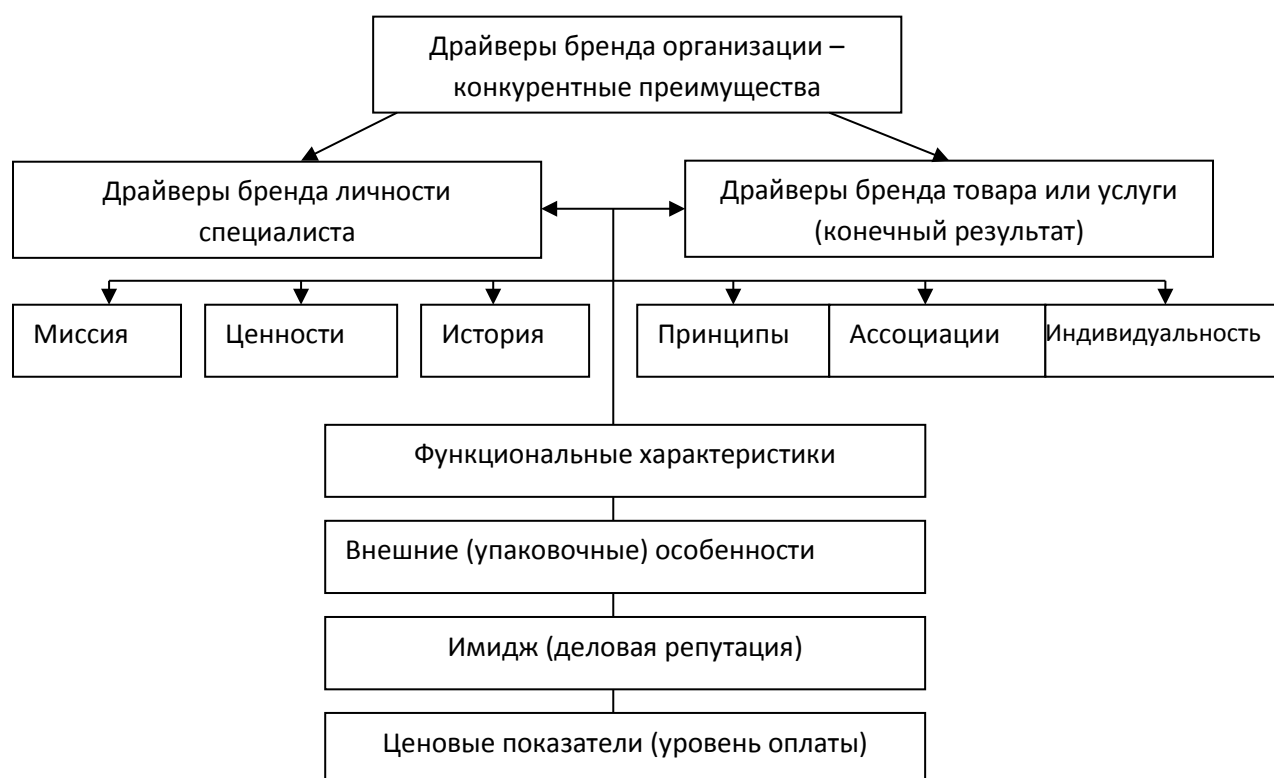 Драйверы бренда организации –
конкурентные преимущества
Драйверы бренда личности
специалиста
Драйверы бренда товара или услуги
(конечный результат)
Миссия
Ценности
История
Принципы
Ассоциации
Индивидуальность
Функциональные характеристики
Внешние (упаковочные) особенности
Имидж (деловая репутация)
Ценовые показатели (уровень оплаты)